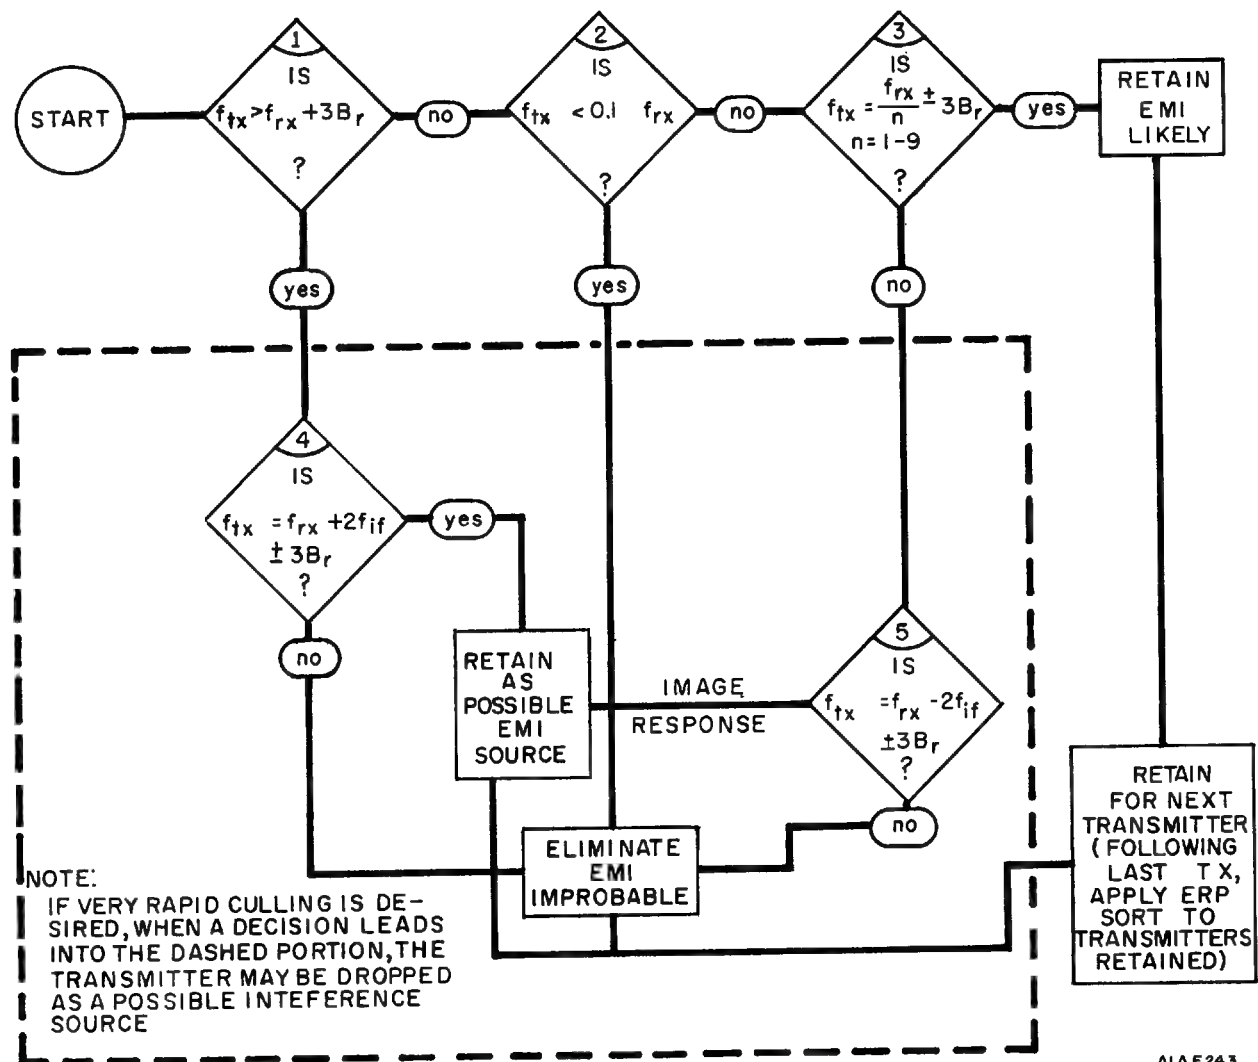 START
1
IS
f_tx > f_rx + 3B_r
?
no
2
IS
f_tx < 0.1 f_rx
?
no
3
IS
f_tx = f_rx/n ± 3B_r
n = 1-9
?
yes
RETAIN
EMI
LIKELY
yes
yes
no
4
IS
f_tx = f_rx + 2f_if
± 3B_r
?
yes
no
RETAIN
AS
POSSIBLE
EMI
SOURCE
IMAGE
RESPONSE
5
IS
f_tx = f_rx - 2f_if
±3B_r
?
no
ELIMINATE
EMI
IMPROBABLE
RETAIN
FOR NEXT
TRANSMITTER
(FOLLOWING
LAST TX,
APPLY ERP
SORT TO
TRANSMITTERS
RETAINED)
NOTE:
IF VERY RAPID CULLING IS DE-
SIRED, WHEN A DECISION LEADS
INTO THE DASHED PORTION, THE
TRANSMITTER MAY BE DROPPED
AS A POSSIBLE INTEFERENCE
SOURCE
A1AF243